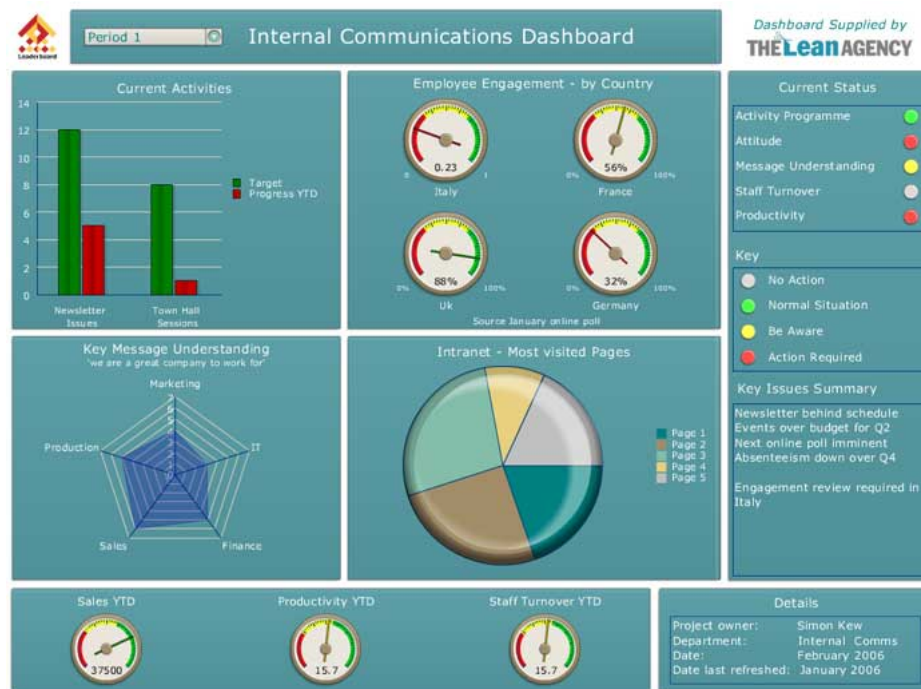 Leaderboard
Period 1
Internal Communications Dashboard
Dashboard Supplied by
THE Lean AGENCY
Current Activities
14
12
10
8
6
4
2
0
Target
Progress YTD
Newsletter
Issues
Town Hall
Sessions
Employee Engagement - by Country
0.23
0 1
Italy
56%
0% 100%
France
88%
0% 100%
Uk
32%
0% 100%
Germany
Source January online poll
Current Status
Activity Programme
Attitude
Message Understanding
Staff Turnover
Productivity
Key
No Action
Normal Situation
Be Aware
Action Required
Key Issues Summary
Newsletter behind schedule
Events over budget for Q2
Next online poll imminent
Absenteeism down over Q4
Engagement review required in
Italy
Key Message Understanding
'we are a great company to work for'
Marketing
IT
Finance
Sales
Production
Intranet - Most visited Pages
Page 1
Page 2
Page 3
Page 4
Page 5
Sales YTD
37500
Productivity YTD
15.7
Staff Turnover YTD
15.7
Details
Project owner: Simon Kew
Department: Internal Comms
Date: February 2006
Date last refreshed: January 2006